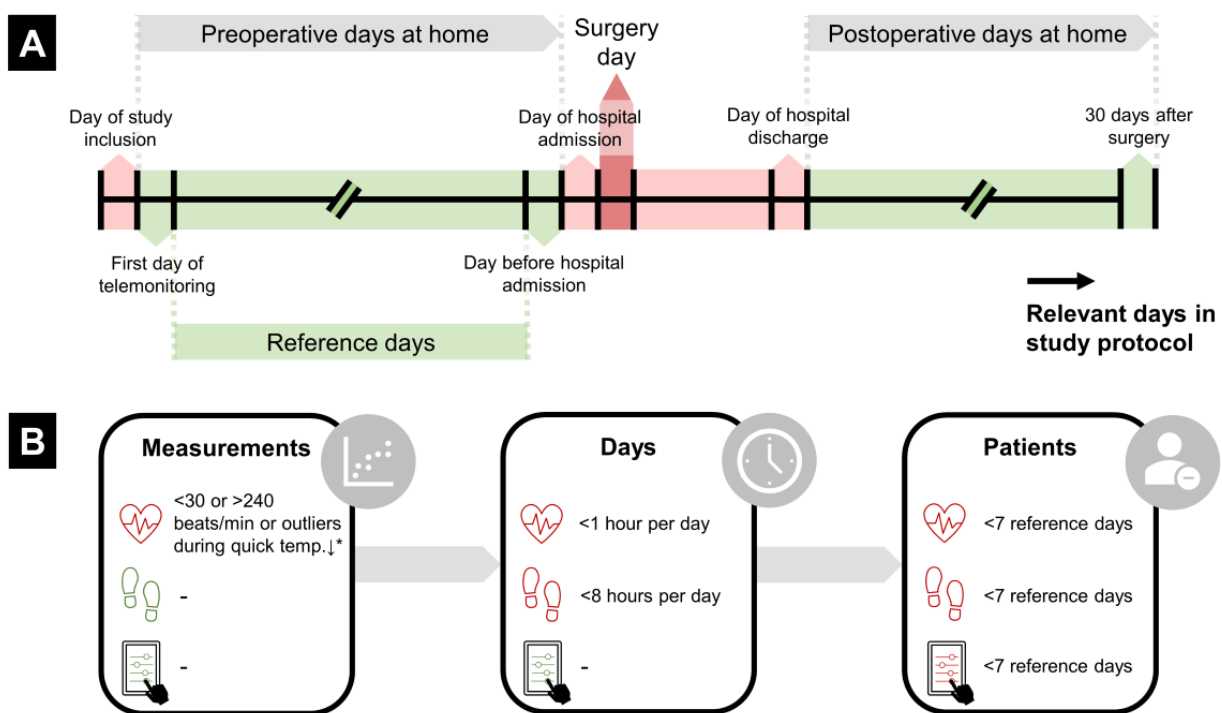 A
Preoperative days at home
Surgery
day
Postoperative days at home
Day of study
inclusion
Day of hospital
admission
Day of hospital
discharge
30 days after
surgery
First day of
telemonitoring
Day before hospital
admission
Reference days
Relevant days in
study protocol
B
Measurements
<30 or >240
beats/min or outliers
during quick temp.↓*
-
-
Days
<1 hour per day
<8 hours per day
-
Patients
<7 reference days
<7 reference days
<7 reference days